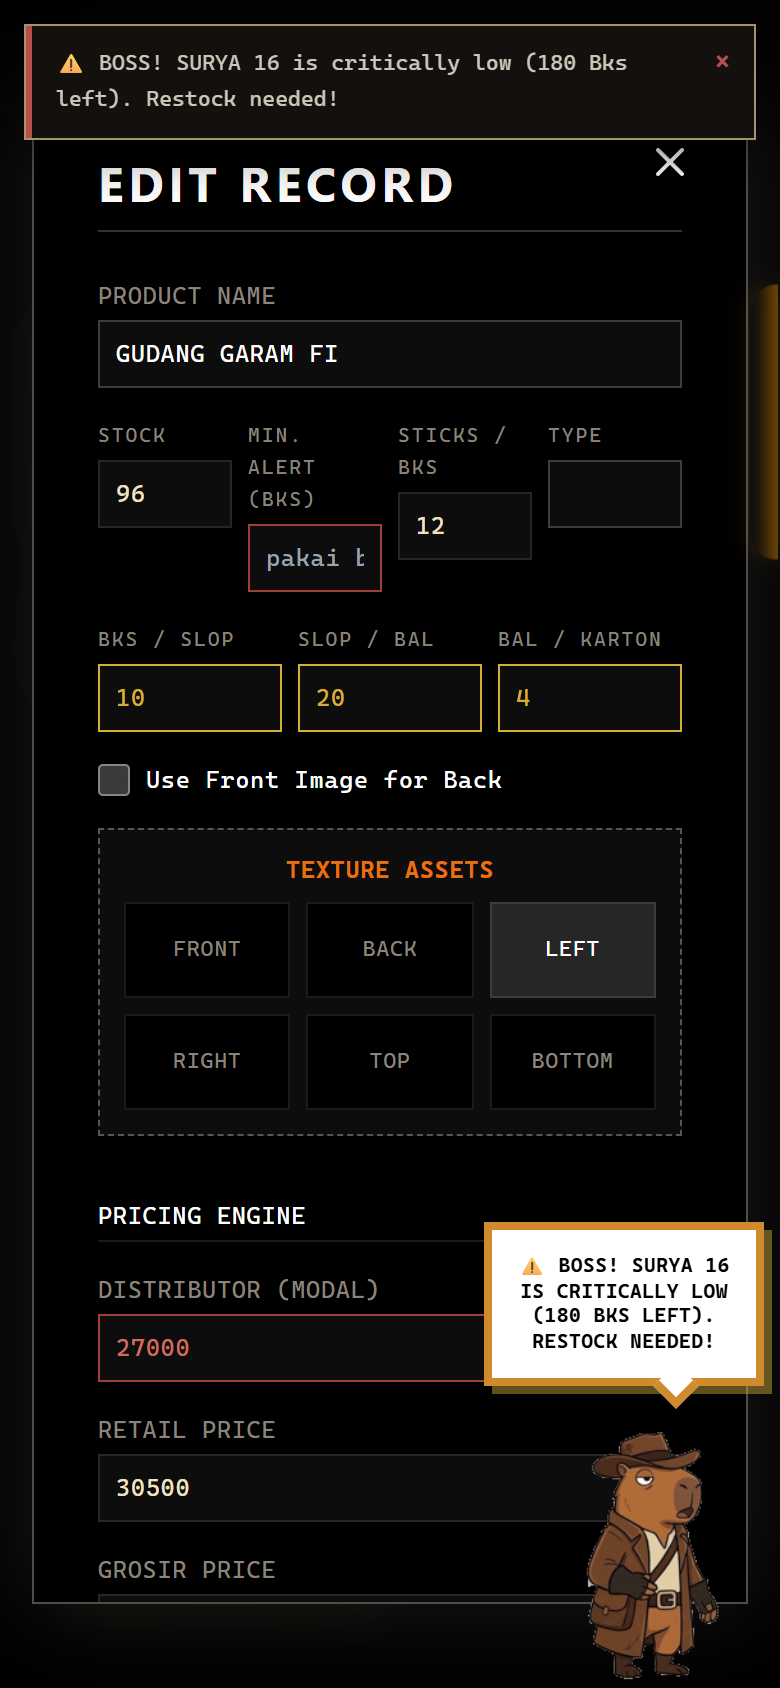 ⚠️ BOSS! SURYA 16 is critically low (180 Bks
left). Restock needed!
×
EDIT RECORD
PRODUCT NAME
GUDANG GARAM FI
STOCK
96
MIN.
ALERT
(BKS)
pakai b
STICKS /
BKS
12
TYPE
BKS / SLOP
10
SLOP / BAL
20
BAL / KARTON
4
Use Front Image for Back
TEXTURE ASSETS
FRONT
BACK
LEFT
RIGHT
TOP
BOTTOM
PRICING ENGINE
DISTRIBUTOR (MODAL)
27000
⚠️ BOSS! SURYA 16
IS CRITICALLY LOW
(180 BKS LEFT).
RESTOCK NEEDED!
RETAIL PRICE
30500
GROSIR PRICE